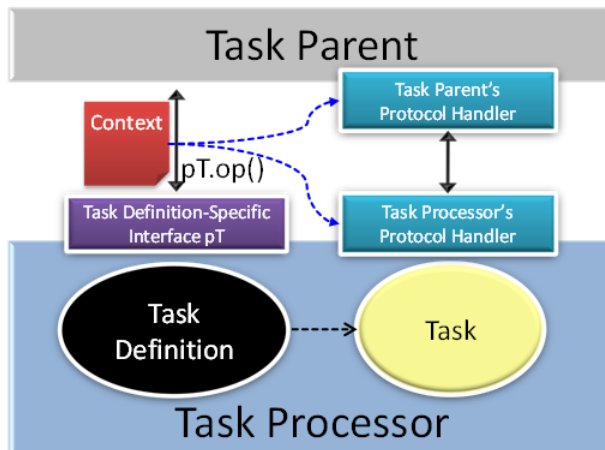 Task Parent
Task Parent's
Protocol Handler
Context
pT.op()
Task Definition-Specific
Interface pT
Task Processor's
Protocol Handler
Task
Definition
Task
Task Processor